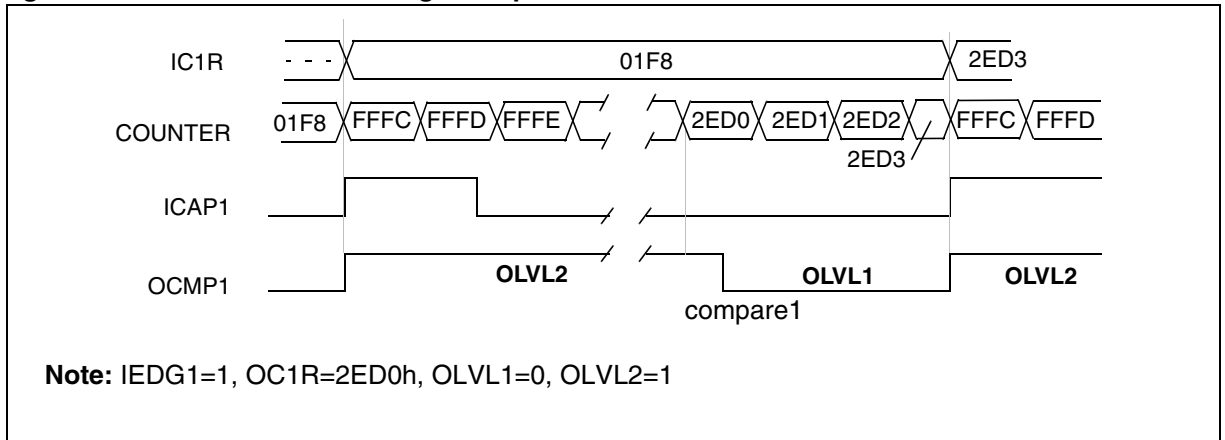 IC1R - - - 01F8 2ED3
COUNTER 01F8 FFFC FFFD FFFE 2ED0 2ED1 2ED2 FFFC FFFD
2ED3
ICAP1
OCMP1 OLVL2 OLVL1 OLVL2
compare1
Note: IEDG1=1, OC1R=2ED0h, OLVL1=0, OLVL2=1